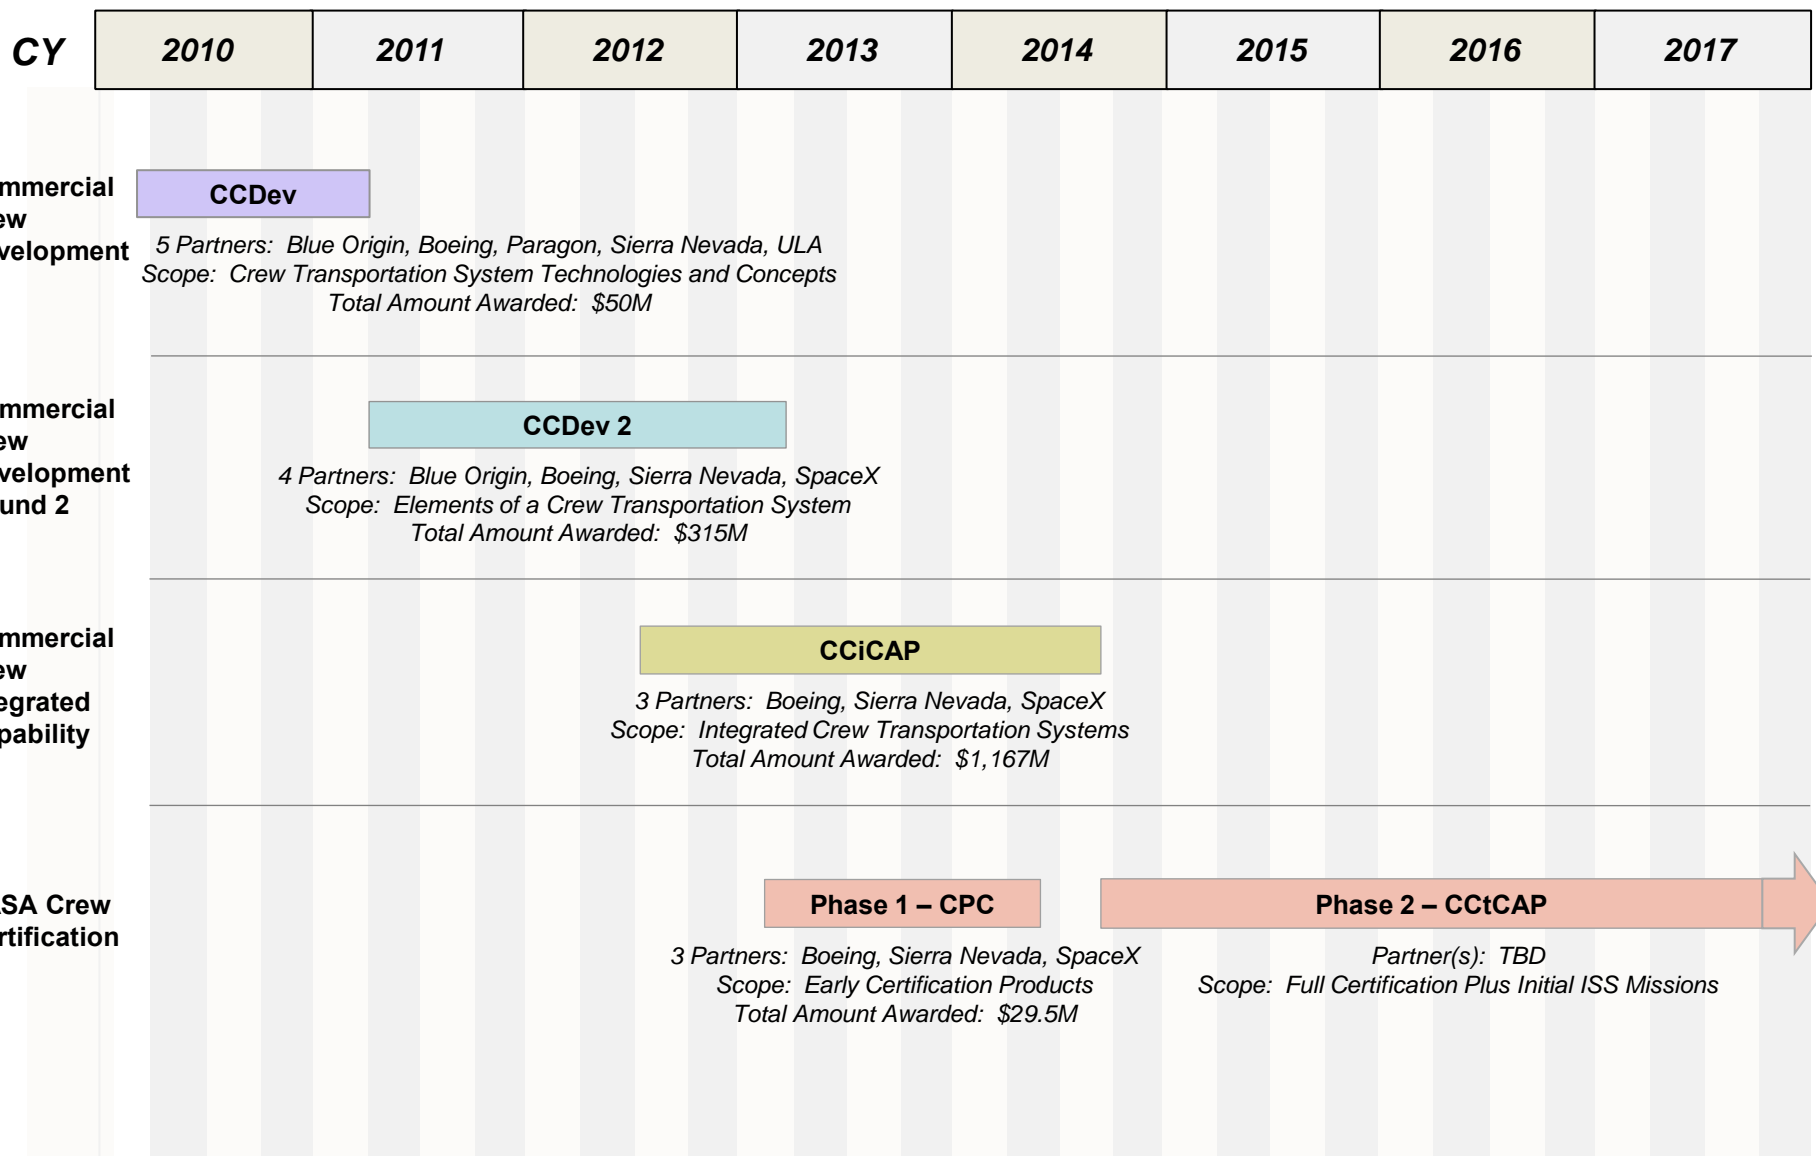 CY 2010 2011 2012 2013 2014 2015 2016 2017
mmercial
ew
velopment
CCDev
5 Partners: Blue Origin, Boeing, Paragon, Sierra Nevada, ULA
Scope: Crew Transportation System Technologies and Concepts
Total Amount Awarded: $50M
mmercial
ew
velopment
und 2
CCDev 2
4 Partners: Blue Origin, Boeing, Sierra Nevada, SpaceX
Scope: Elements of a Crew Transportation System
Total Amount Awarded: $315M
mmercial
ew
egrated
pability
CCiCAP
3 Partners: Boeing, Sierra Nevada, SpaceX
Scope: Integrated Crew Transportation Systems
Total Amount Awarded: $1,167M
SA Crew
rtification
Phase 1 – CPC
3 Partners: Boeing, Sierra Nevada, SpaceX
Scope: Early Certification Products
Total Amount Awarded: $29.5M
Phase 2 – CCtCAP
Partner(s): TBD
Scope: Full Certification Plus Initial ISS Missions